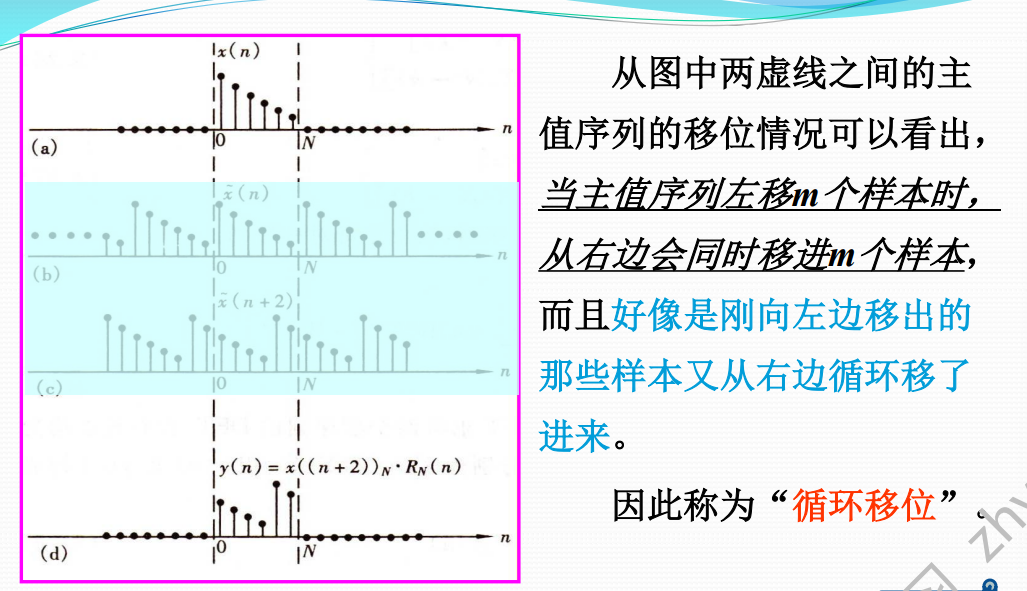 x(n)
0
N
n
(a)
x̃(n)
0
N
n
(b)
x̃(n+2)
0
N
n
(c)
y(n)=x((n+2))_N·R_N(n)
0
N
n
(d)
从图中两虚线之间的主
值序列的移位情况可以看出，
当主值序列左移m个样本时，
从右边会同时移进m个样本，
而且好像是刚向左边移出的
那些样本又从右边循环移了
进来。
因此称为“循环移位”。